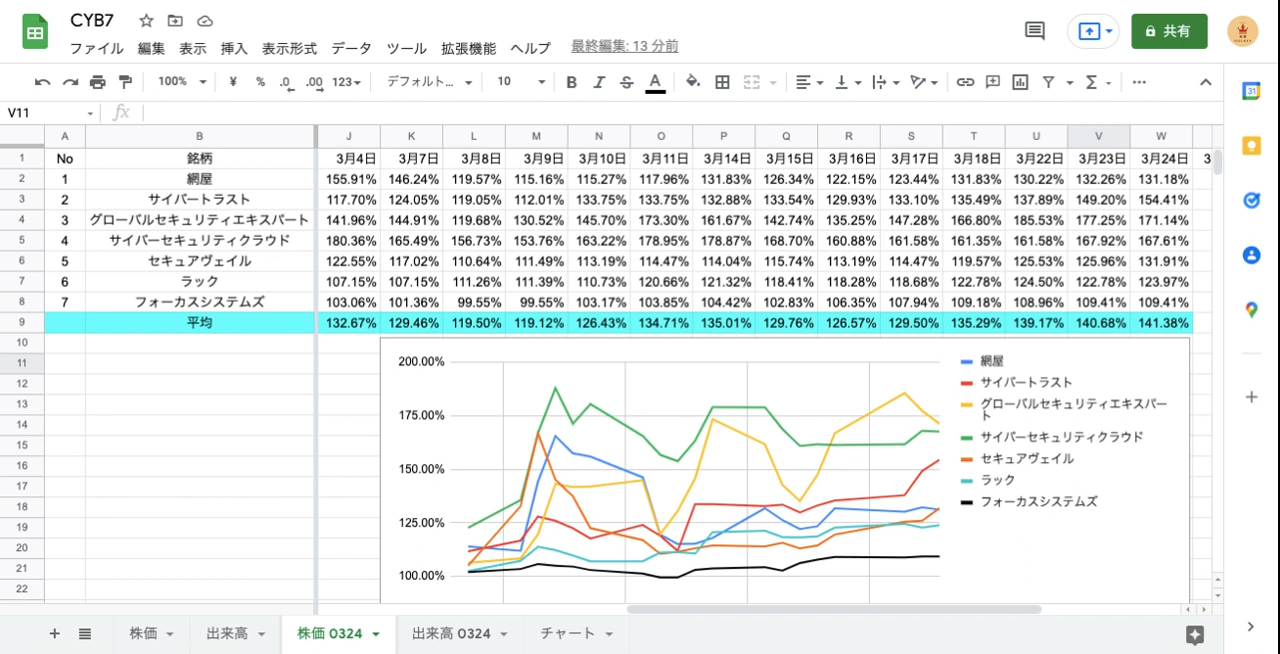 CYB7
ファイル 編集 表示 挿入 表示形式 データ ツール 拡張機能 ヘルプ 最終編集: 13 分前
共有
100% ¥ % .0 .00 123 デフォルト... 10 B I S A Σ
31
V11 fx
A B J K L M N O P Q R S T U V W
1 No 銘柄 3月4日 3月7日 3月8日 3月9日 3月10日 3月11日 3月14日 3月15日 3月16日 3月17日 3月18日 3月22日 3月23日 3月24日 3
2 1 網屋 155.91% 146.24% 119.57% 115.16% 115.27% 117.96% 131.83% 126.34% 122.15% 123.44% 131.83% 130.22% 132.26% 131.18%
3 2 サイバートラスト 117.70% 124.05% 119.05% 112.01% 133.75% 133.75% 132.88% 133.54% 129.93% 133.10% 135.49% 137.89% 149.20% 154.41%
4 3 グローバルセキュリティエキスパート 141.96% 144.91% 119.68% 130.52% 145.70% 173.30% 161.67% 142.74% 135.25% 147.28% 166.80% 185.53% 177.25% 171.14%
5 4 サイバーセキュリティクラウド 180.36% 165.49% 156.73% 153.76% 163.22% 178.95% 178.87% 168.70% 160.88% 161.58% 161.35% 161.58% 167.92% 167.61%
6 5 セキュアヴェイル 122.55% 117.02% 110.64% 111.49% 113.19% 114.47% 114.04% 115.74% 113.19% 114.47% 119.57% 125.53% 125.96% 131.91%
7 6 ラック 107.15% 107.15% 111.26% 111.39% 110.73% 120.66% 121.32% 118.41% 118.28% 118.68% 122.78% 124.50% 122.78% 123.97%
8 7 フォーカスシステムズ 103.06% 101.36% 99.55% 99.55% 103.17% 103.85% 104.42% 102.83% 106.35% 107.94% 109.18% 108.96% 109.41% 109.41%
9 平均 132.67% 129.46% 119.50% 119.12% 126.43% 134.71% 135.01% 129.76% 126.57% 129.50% 135.29% 139.17% 140.68% 141.38%
10
11
12
13
14
15
16
17
18
19
20
21
22
200.00%
175.00%
150.00%
125.00%
100.00%
網屋
サイバートラスト
グローバルセキュリティエキスパー
ト
サイバーセキュリティクラウド
セキュアヴェイル
ラック
フォーカスシステムズ
株価 出来高 株価 0324 出来高 0324 チャート